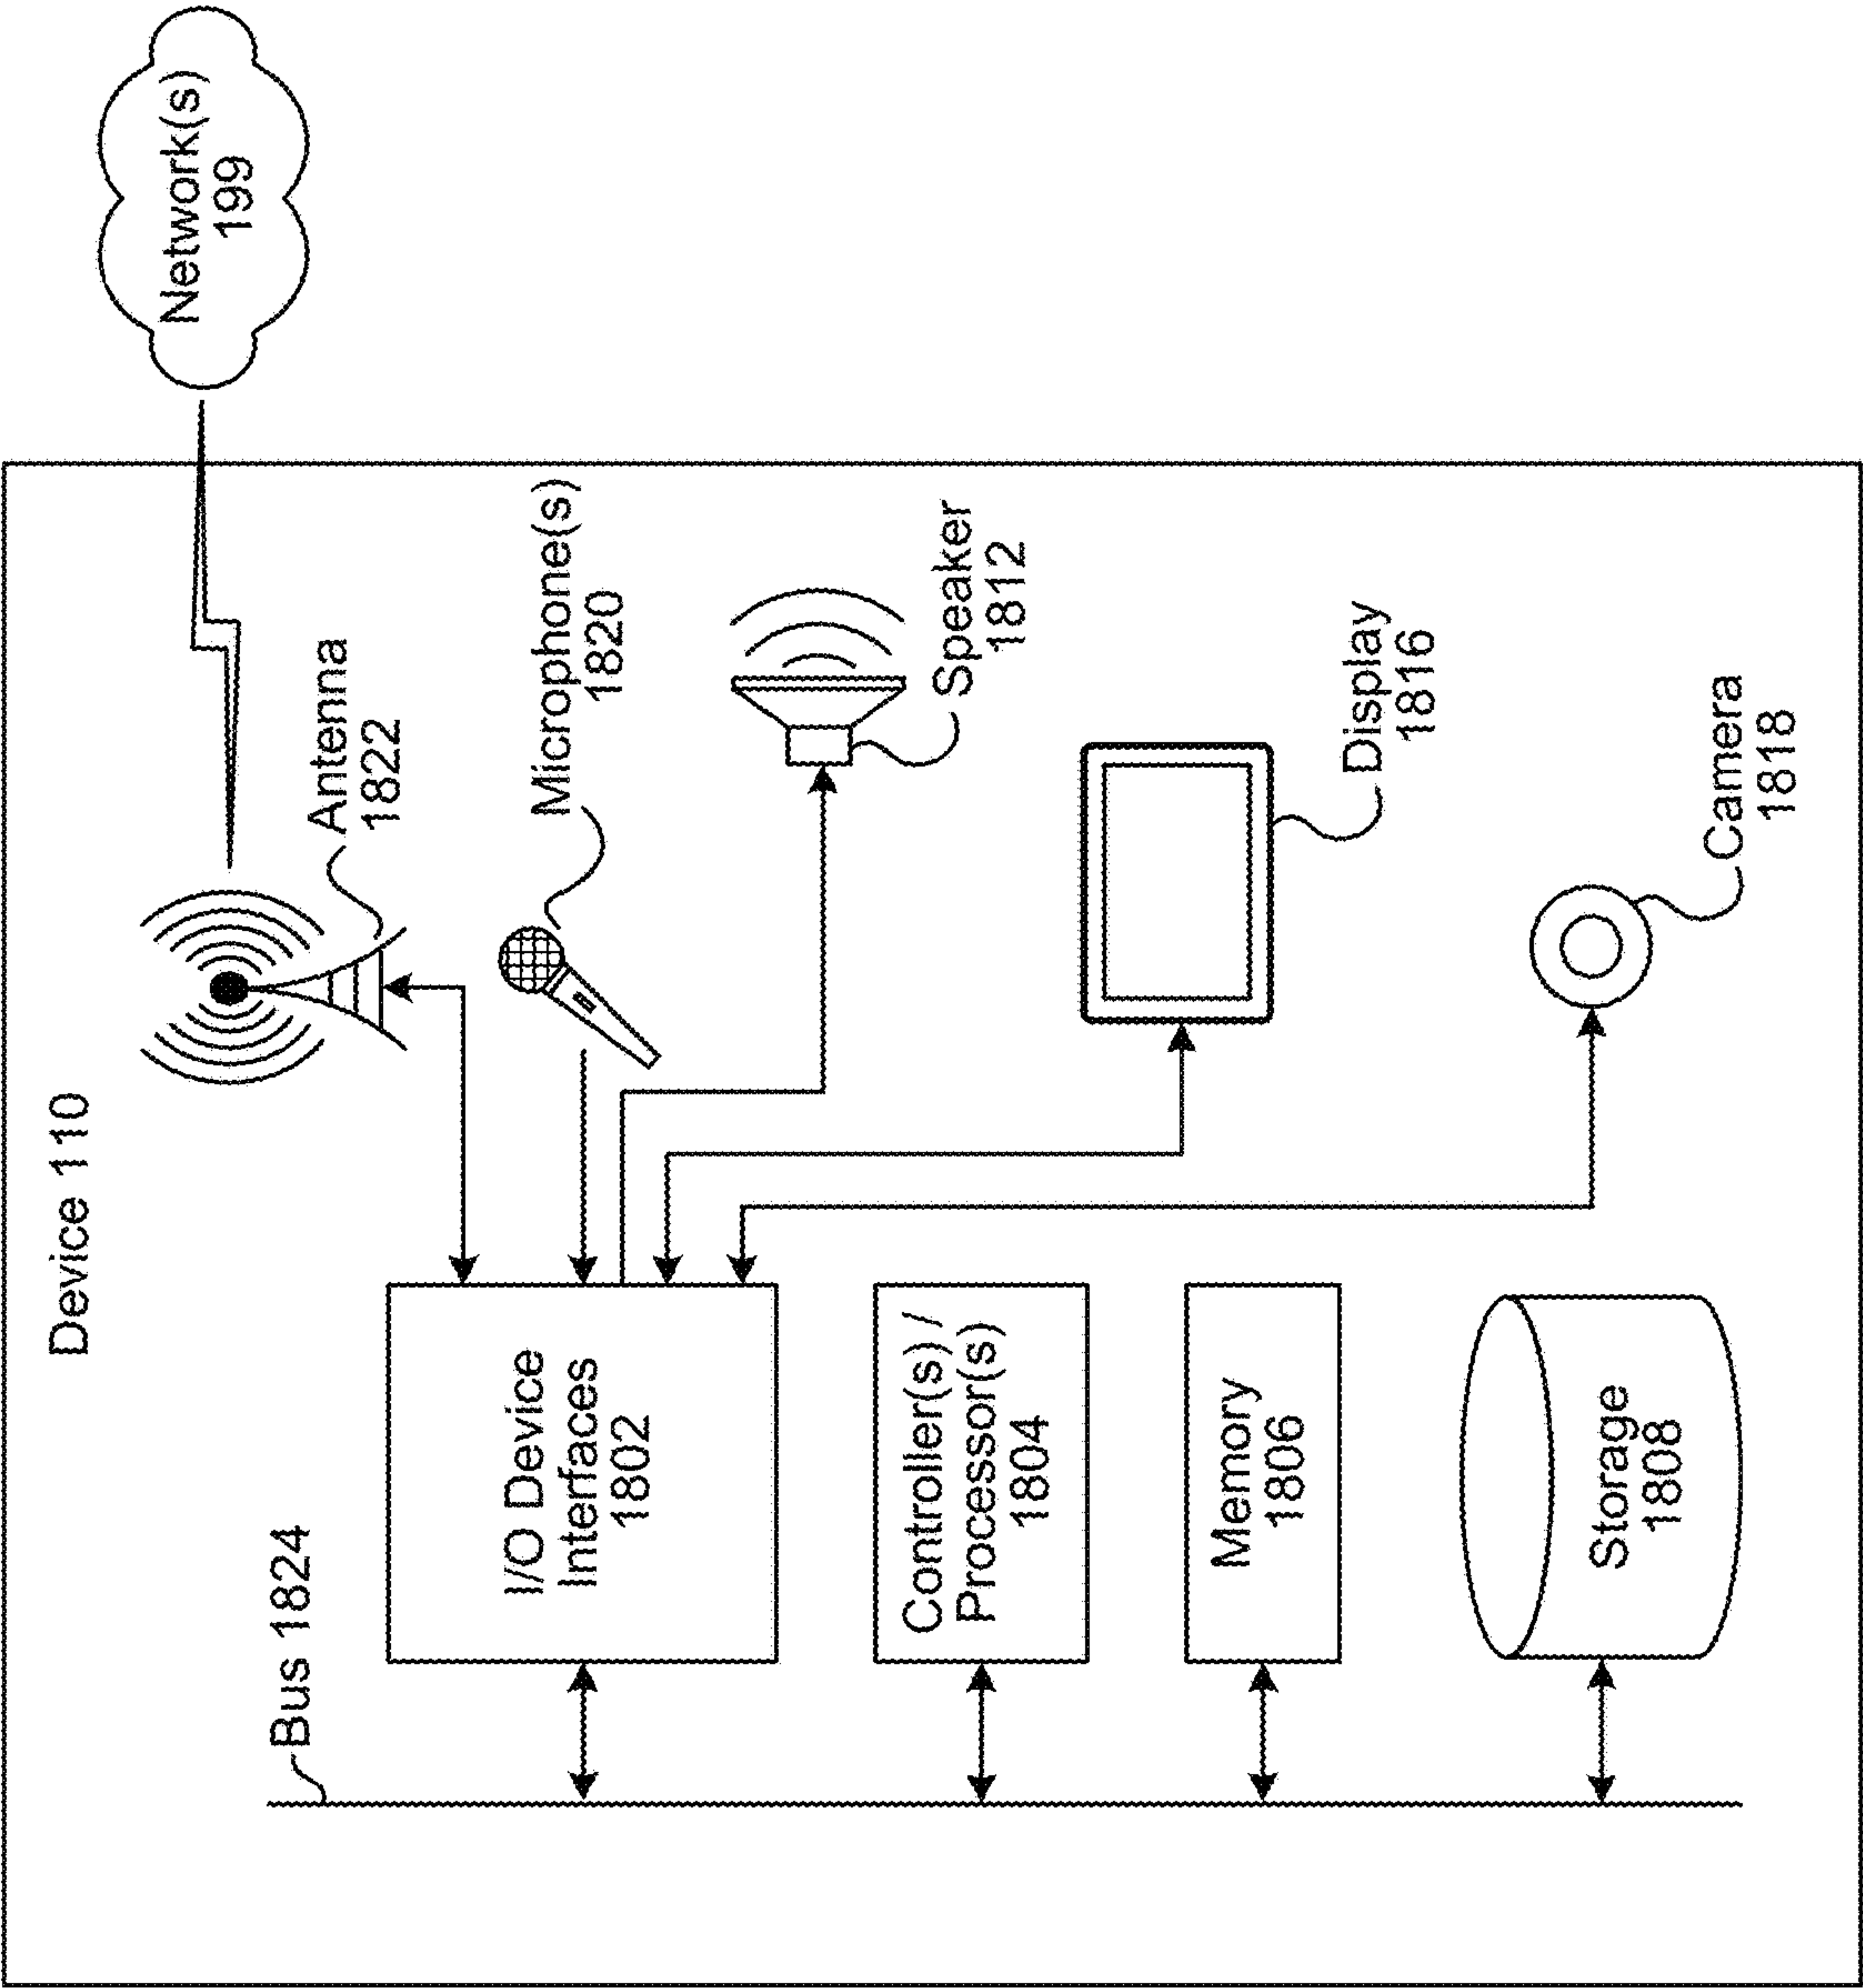 Device 110
Network(s)
199
Antenna
1822
Bus 1824
I/O Device
Interfaces
1802
Microphone(s)
1820
Speaker
1812
Controller(s) /
Processor(s)
1804
Display
1816
Memory
1806
Storage
1808
Camera
1818